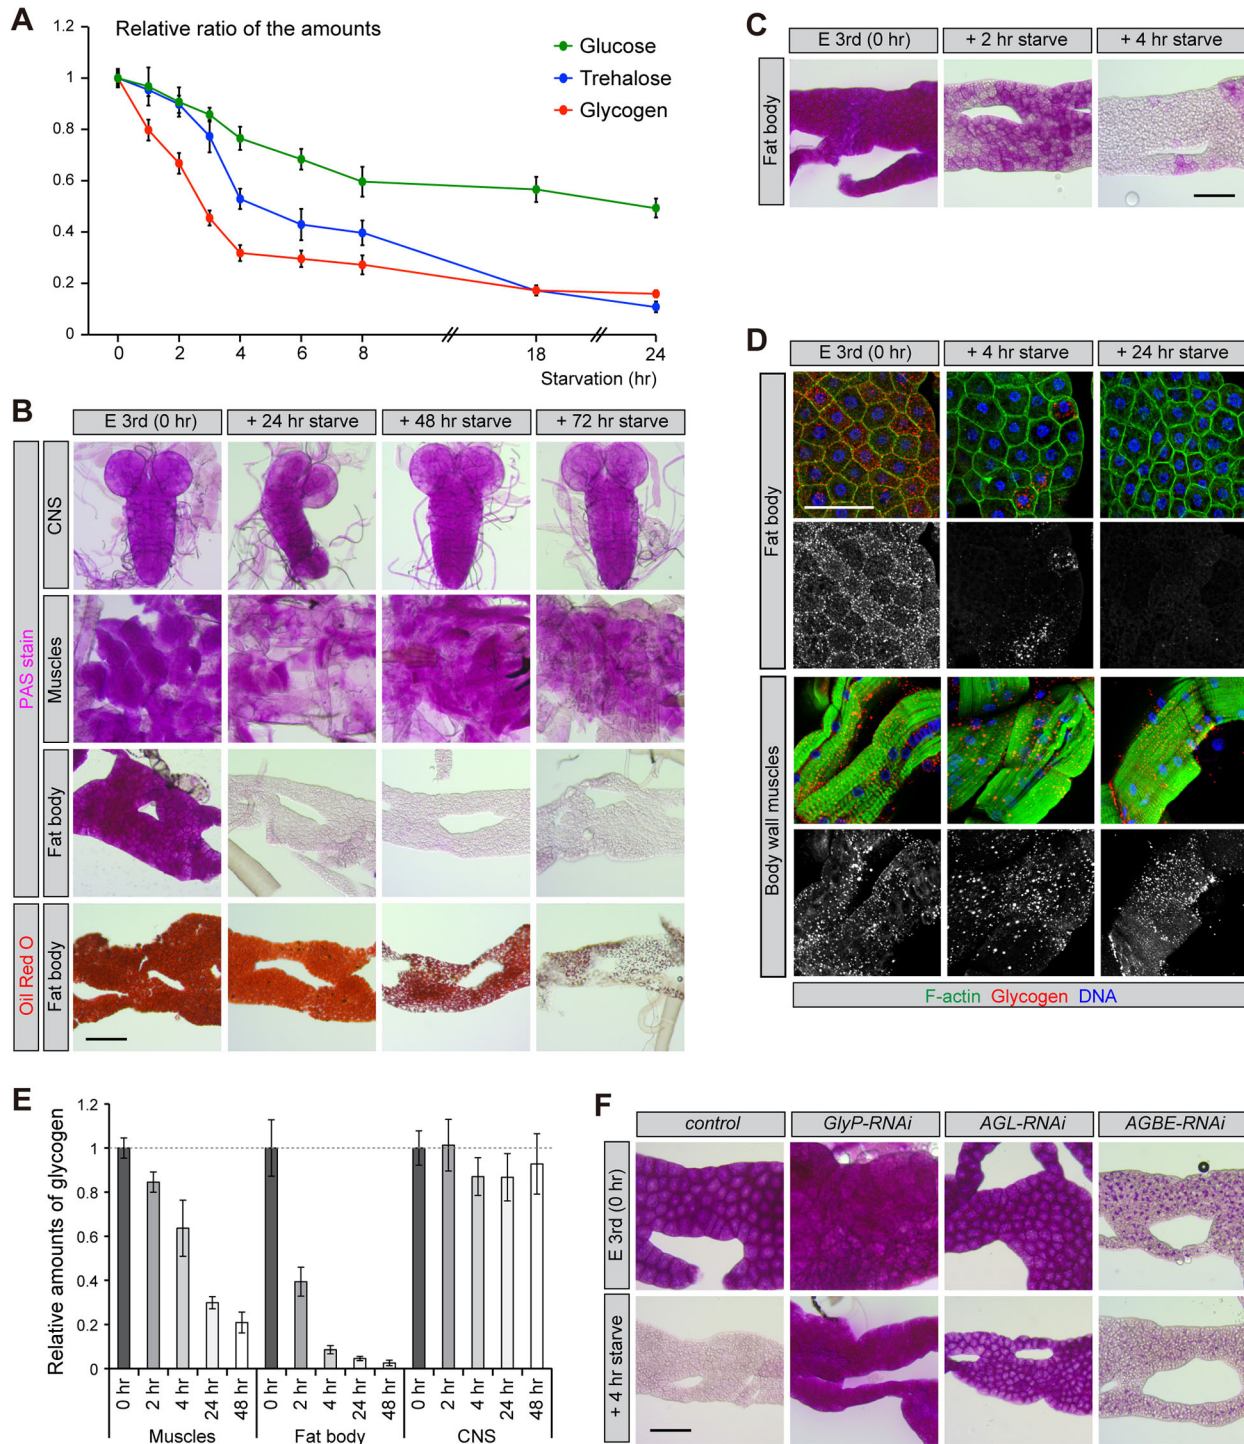 A
Relative ratio of the amounts
Glucose
Trehalose
Glycogen
1.2
1
0.8
0.6
0.4
0.2
0
0 2 4 6 8 18 24
Starvation (hr)
B
E 3rd (0 hr) + 24 hr starve + 48 hr starve + 72 hr starve
PAS stain
CNS
Muscles
Fat body
Oil Red O
Fat body
C
E 3rd (0 hr) + 2 hr starve + 4 hr starve
Fat body
D
E 3rd (0 hr) + 4 hr starve + 24 hr starve
Fat body
Body wall muscles
F-actin Glycogen DNA
E
Relative amounts of glycogen
1.2
1
0.8
0.6
0.4
0.2
0
0 hr 2 hr 4 hr 24 hr 48 hr 0 hr 2 hr 4 hr 24 hr 48 hr 0 hr 2 hr 4 hr 24 hr 48 hr
Muscles Fat body CNS
F
control GlyP-RNAi AGL-RNAi AGBE-RNAi
E 3rd (0 hr)
+ 4 hr starve